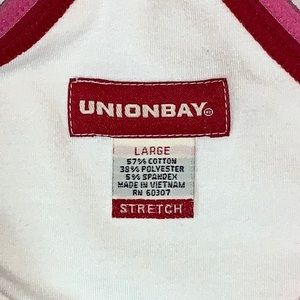 UNIONBAY®
LARGE
57% COTTON
38% POLYESTER
5% SPANDEX
MADE IN VIETNAM
RN 60307
STRETCH